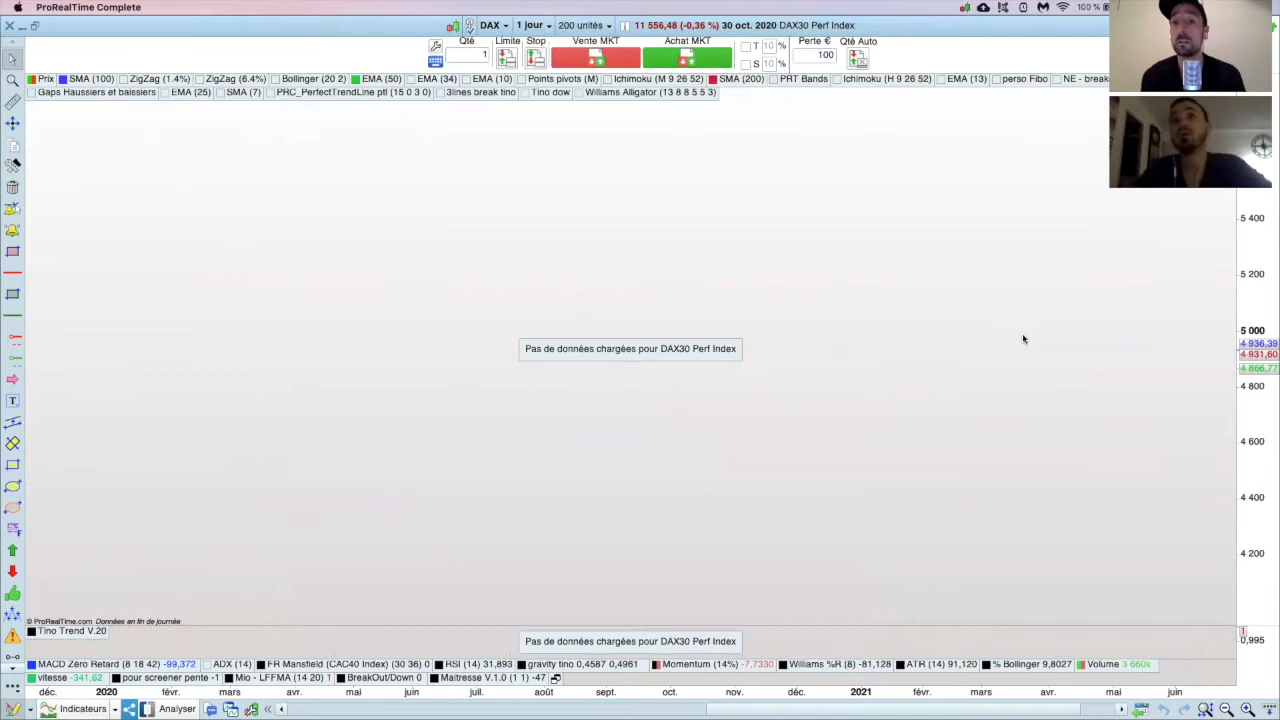 ProRealTime Complete 100 %
DAX 1 jour 200 unités 11 556,48 (-0,36 %) 30 oct. 2020 DAX30 Perf Index
Qté Limite Stop Vente MKT Achat MKT Perte € Qté Auto
1 T 10 % 100
S 10 %
Prix SMA (100) ZigZag (1.4%) ZigZag (6.4%) Bollinger (20 2) EMA (50) EMA (34) EMA (10) Points pivots (M) Ichimoku (M 9 26 52) SMA (200) PRT Bands Ichimoku (H 9 26 52) EMA (13) perso Fibo NE - break
Gaps Haussiers et baissiers EMA (25) SMA (7) PRC_PerfectTrendLine ptl (15 0 3 0) 3lines break tino Tino dow Williams Alligator (13 8 8 5 5 3)
5 400
5 200
5 000
4 936,39
Pas de données chargées pour DAX30 Perf Index
4 931,60
4 866,77
4 800
4 600
4 400
4 200
© ProRealTime.com Données en fin de journée
Tino Trend V.20 1
Pas de données chargées pour DAX30 Perf Index 0,995
MACD Zéro Retard (8 18 42) -99,372 ADX (14) FR Mansfield (CAC40 Index) (30 36) 0 RSI (14) 31,893 gravity tino 0,4587 0,4961 Momentum (14%) -7,7330 Williams %R (8) -81,128 ATR (14) 91,120 % Bollinger 9,8027 Volume 3 660k
vitesse -341,62 pour screener pente -1 Mio - LFFMA (14 20) 1 BreakOut/Down 0 Maitresse V.1.0 (1 1) -47
déc. 2020 févr. mars avr. mai juin juil. août sept. oct. nov. déc. 2021 févr. mars avr. mai juin
Indicateurs Analyser